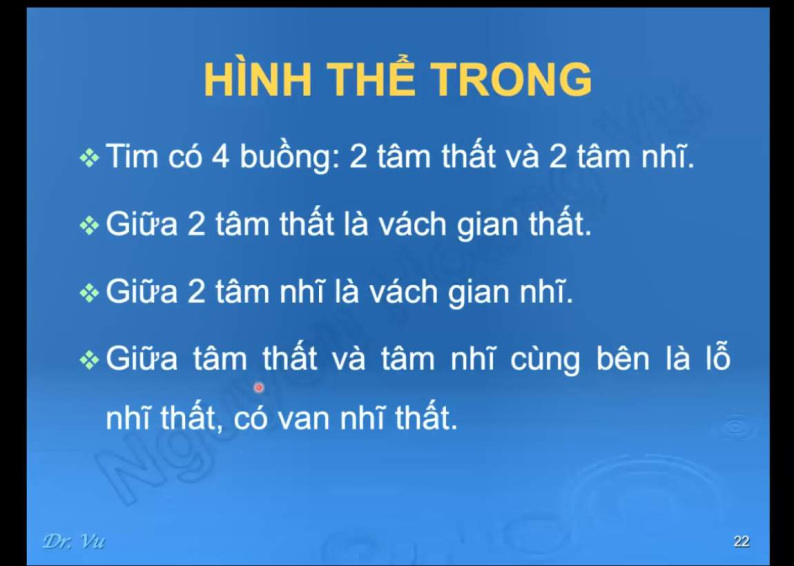 HÌNH THỂ TRONG
Tim có 4 buồng: 2 tâm thất và 2 tâm nhĩ.
Giữa 2 tâm thất là vách gian thất.
Giữa 2 tâm nhĩ là vách gian nhĩ.
Giữa tâm thất và tâm nhĩ cùng bên là lỗ
nhĩ thất, có van nhĩ thất.
Dr. Vu
22